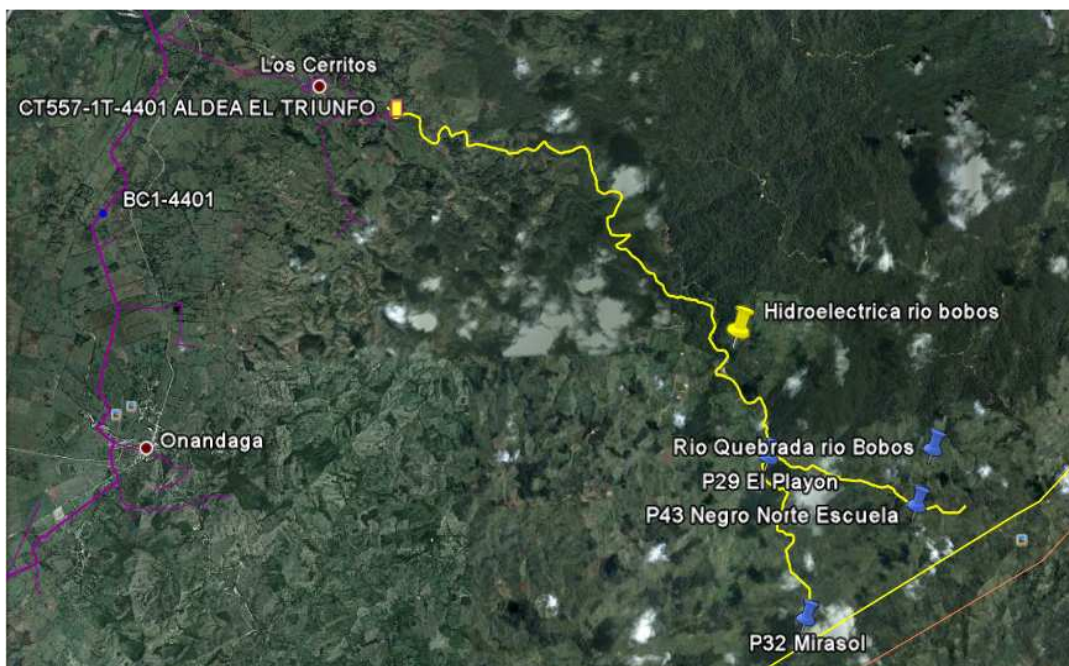 Los Cerritos
CT557-1T-4401 ALDEA EL TRIUNFO
BC1-4401
Hidroelectrica rio bobos
Onandaga
Rio Quebrada rio Bobos
P29 El Playon
P43 Negro Norte Escuela
P32 Mirasol